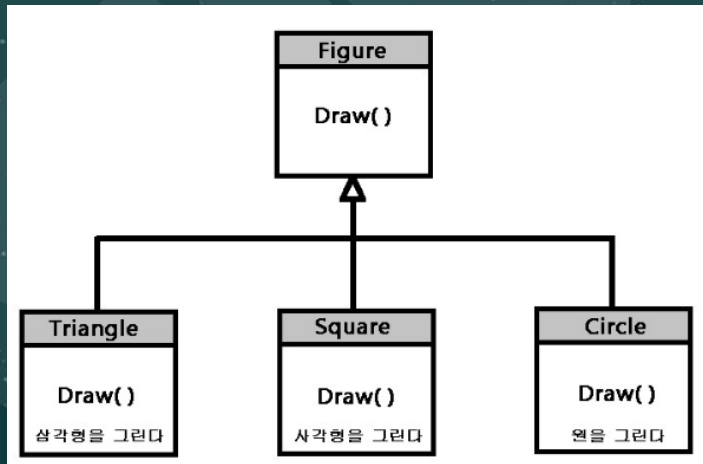 Figure
Draw( )
Triangle
Draw( )
삼각형을 그린다
Square
Draw( )
사각형을 그린다
Circle
Draw( )
원을 그린다